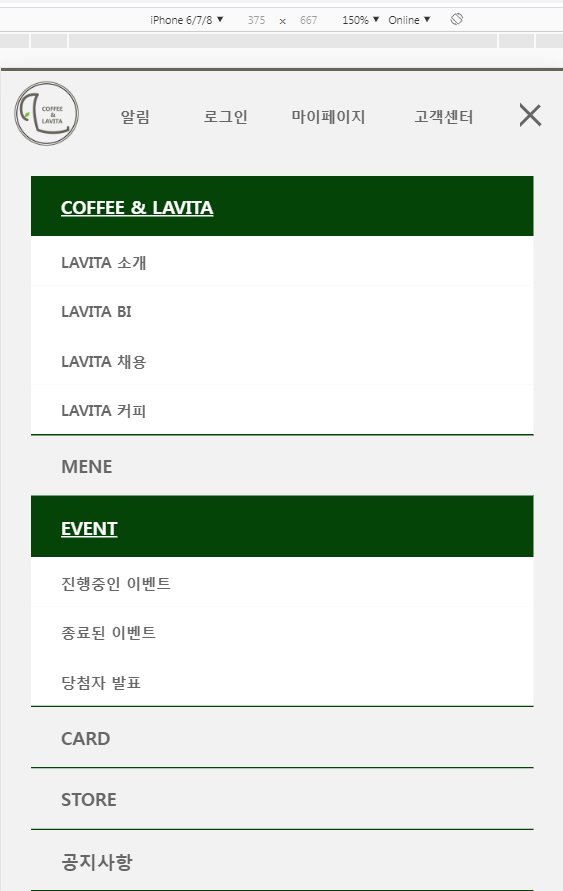 iPhone 6/7/8 ▼ 375 × 667 150% ▼ Online ▼
COFFEE
&
LAVITA
알림 로그인 마이페이지 고객센터
COFFEE & LAVITA
LAVITA 소개
LAVITA BI
LAVITA 채용
LAVITA 커피
MENE
EVENT
진행중인 이벤트
종료된 이벤트
당첨자 발표
CARD
STORE
공지사항